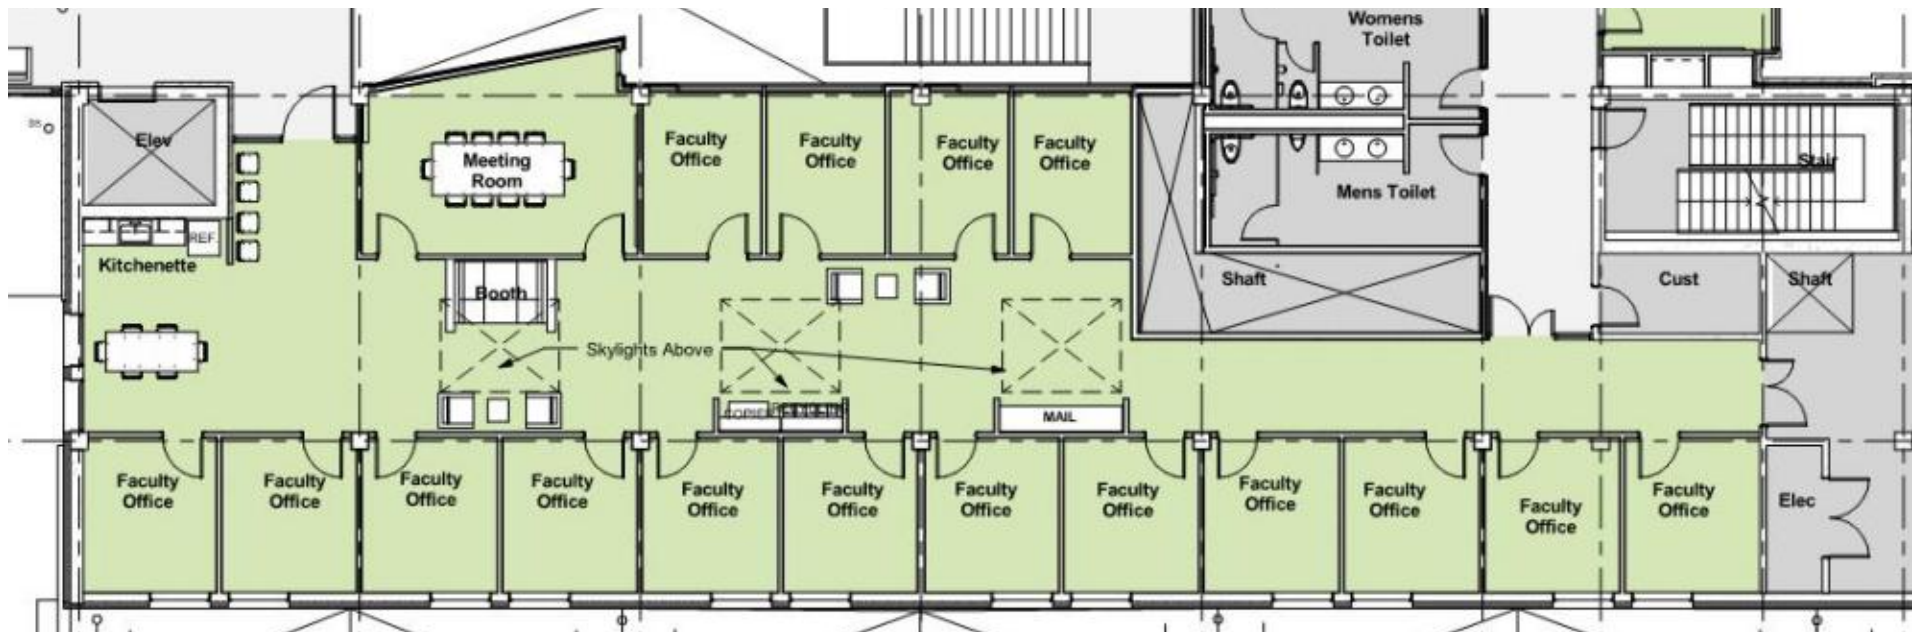 Womens
Toilet
Elev
Meeting
Room
Faculty
Office
Faculty
Office
Faculty
Office
Faculty
Office
Mens Toilet
Stair
REF.
Kitchenette
Booth
Shaft
Cust
Shaft
Skylights Above
MAIL
Faculty
Office
Faculty
Office
Faculty
Office
Faculty
Office
Faculty
Office
Faculty
Office
Faculty
Office
Faculty
Office
Faculty
Office
Faculty
Office
Faculty
Office
Faculty
Office
Elec